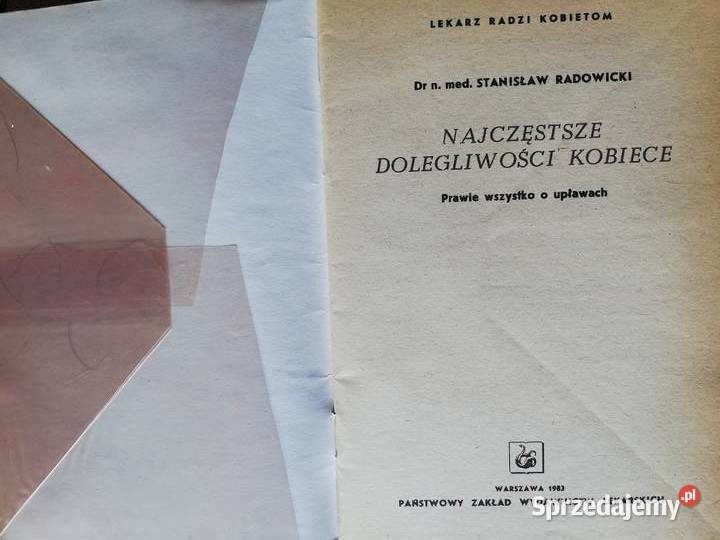 LEKARZ RADZI KOBIETOM
Dr n. med. STANISŁAW RADOWICKI
NAJCZĘSTSZE
DOLEGLIWOŚCI KOBIECE
Prawie wszystko o upławach
WARSZAWA 1983
PAŃSTWOWY ZAKŁAD LEKARSKICH
Sprzedajemy.pl